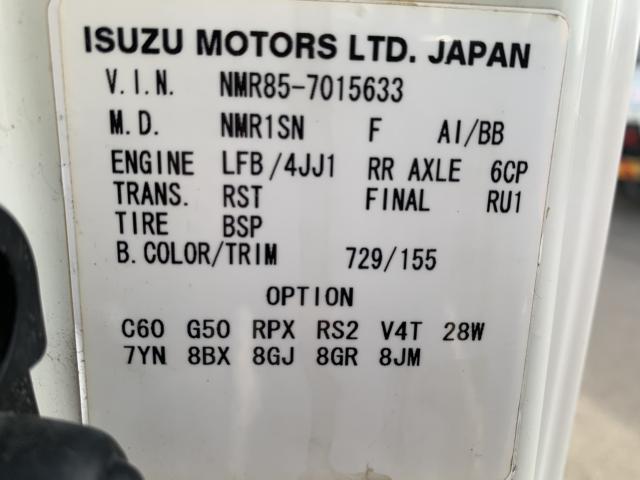 ISUZU MOTORS LTD. JAPAN
V.I.N. NMR85-7015633
M.D. NMR1SN F AI/BB
ENGINE LFB/4JJ1 RR AXLE 6CP
TRANS. RST FINAL RU1
TIRE BSP
B.COLOR/TRIM 729/155
OPTION
C60 G50 RPX RS2 V4T 28W
7YN 8BX 8GJ 8GR 8JM